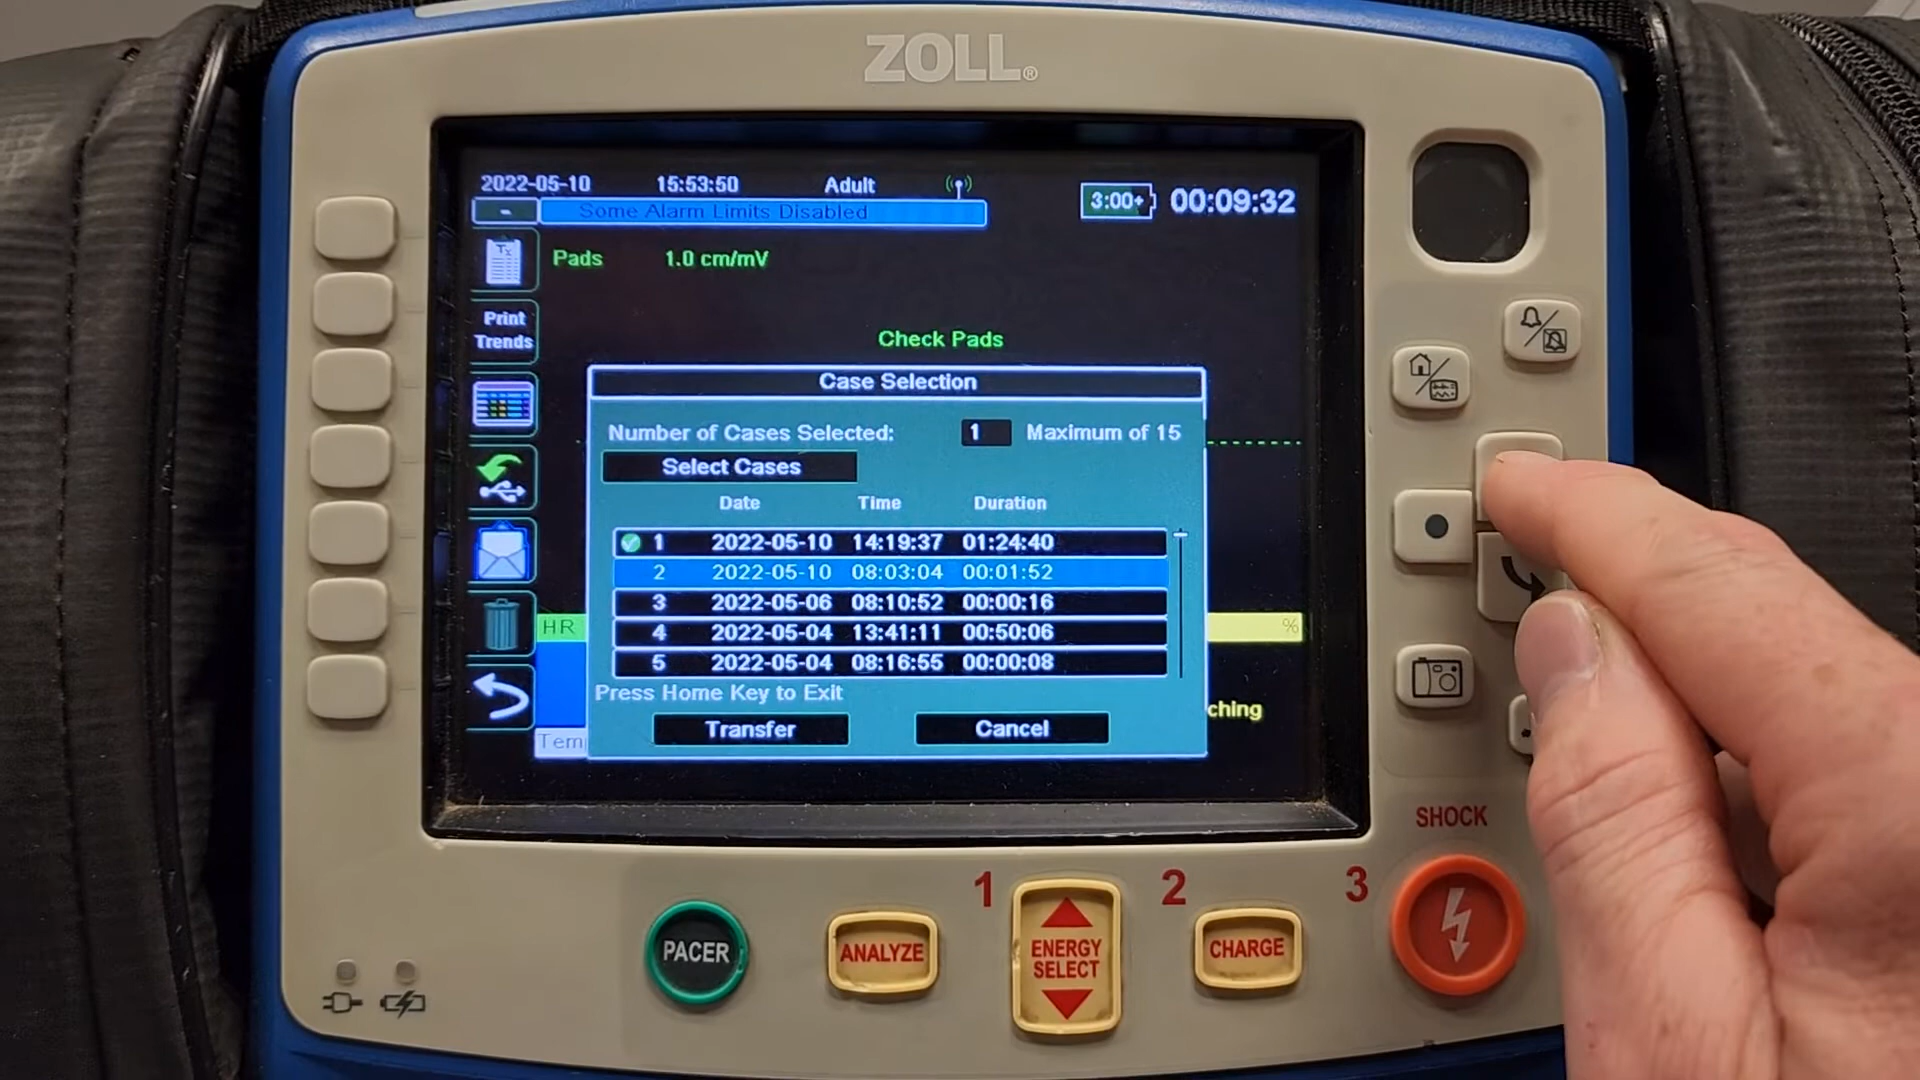 ZOLL®
2022-05-10 15:53:50 Adult 3:00+ 00:09:32
- Some Alarm Limits Disabled
Tx
Pads 1.0 cm/mV
Print
Trends
Check Pads
Case Selection
Number of Cases Selected: 1 Maximum of 15
Select Cases
Date Time Duration
1 2022-05-10 14:19:37 01:24:40
2 2022-05-10 08:03:04 00:01:52
3 2022-05-06 08:10:52 00:00:16
4 2022-05-04 13:41:11 00:50:06
5 2022-05-04 08:16:55 00:00:08
HR %
Press Home Key to Exit
ching
Transfer Cancel
Tem
SHOCK
1 2 3
PACER ANALYZE ENERGY SELECT CHARGE